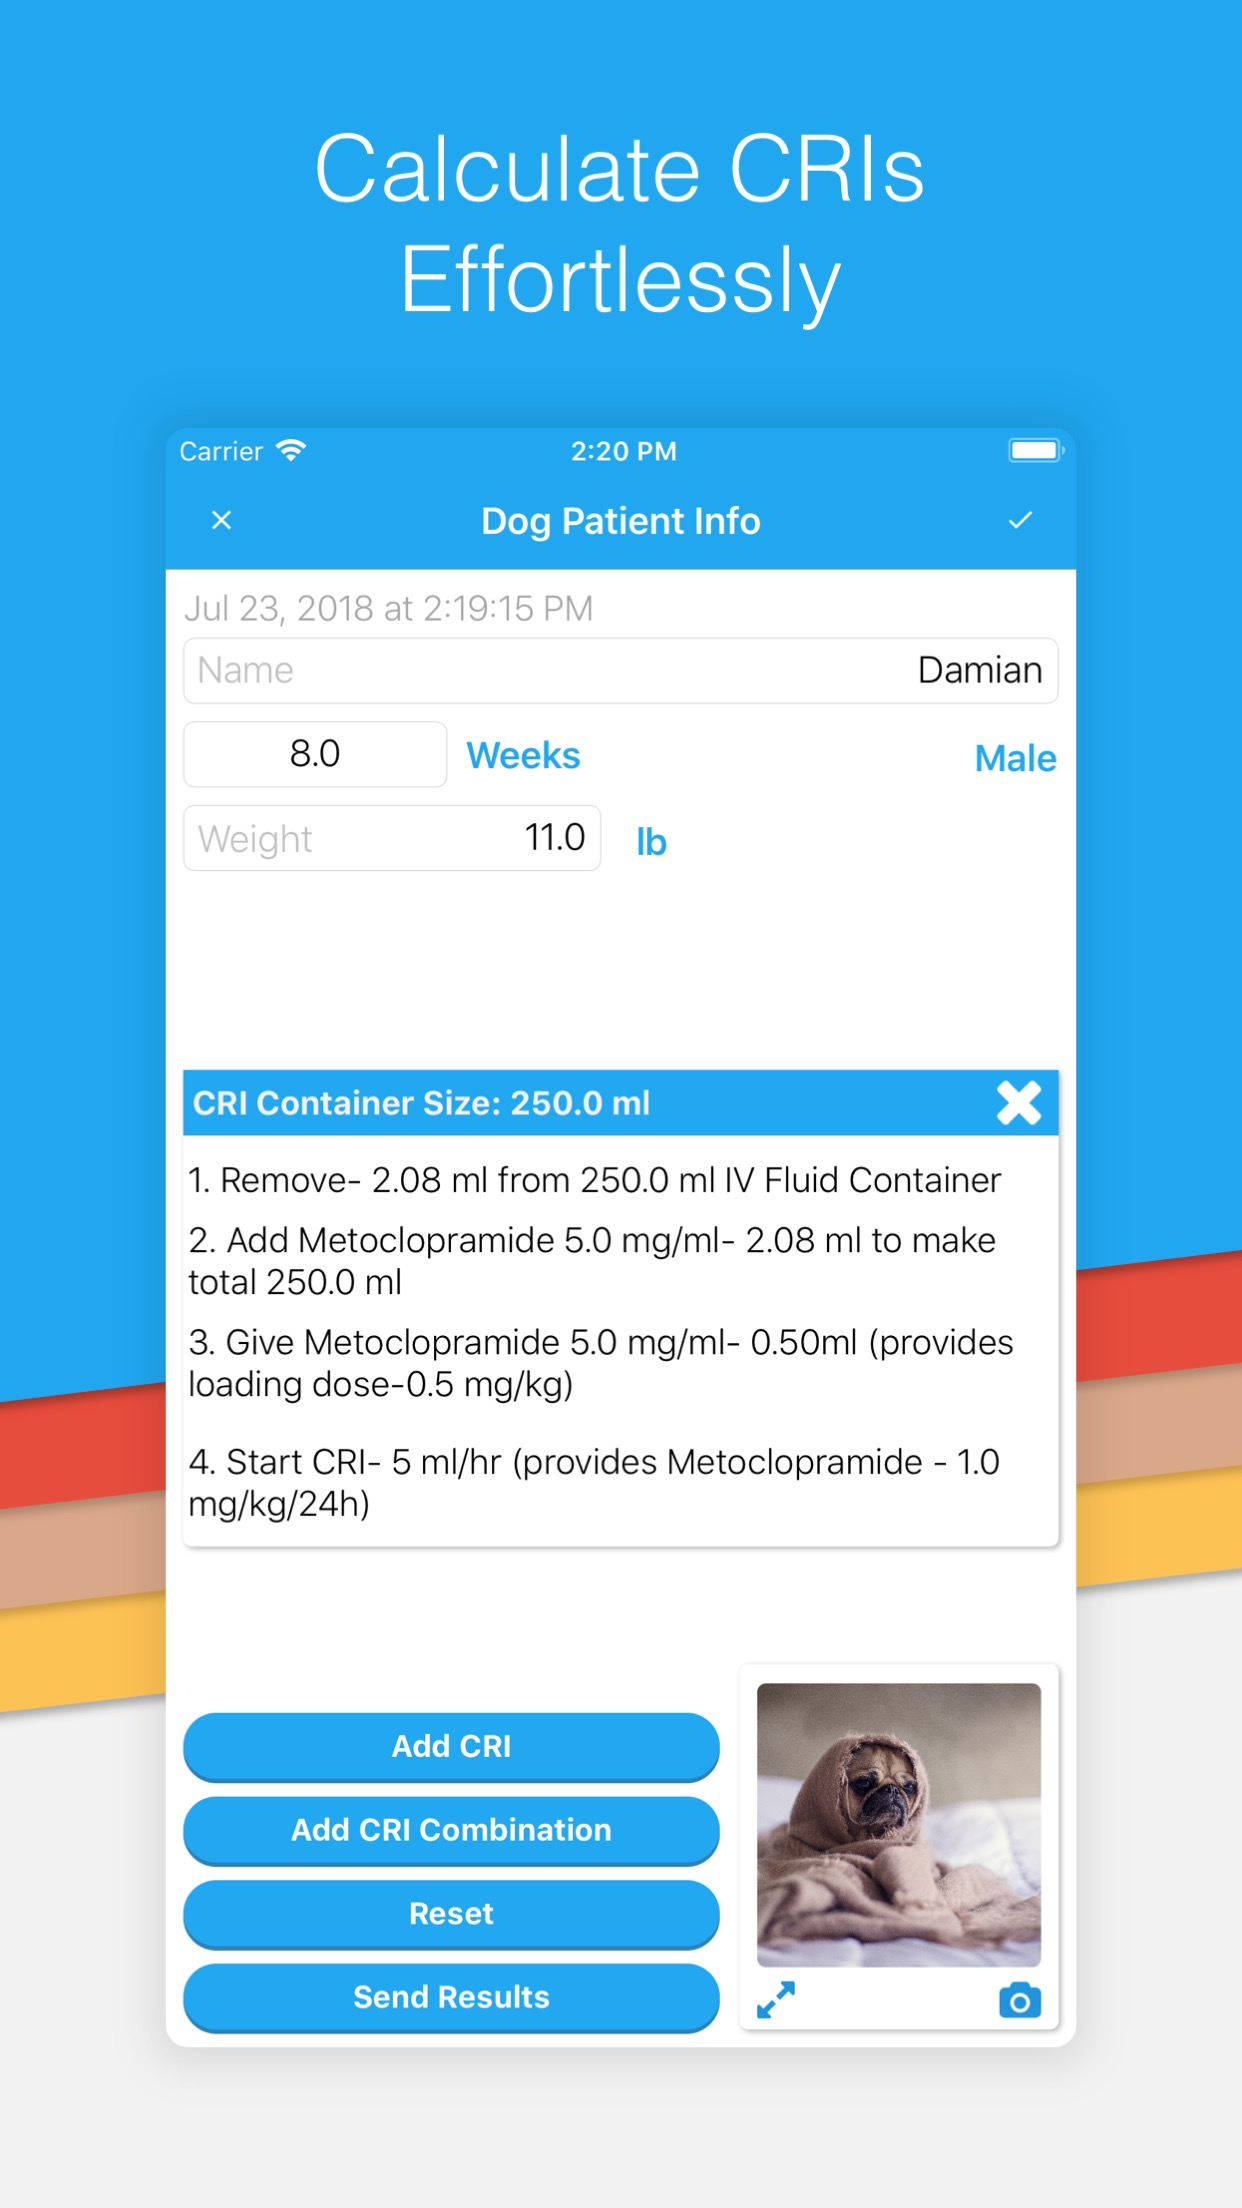 Calculate CRIs
Effortlessly
Carrier 2:20 PM
Dog Patient Info
Jul 23, 2018 at 2:19:15 PM
Name Damian
8.0 Weeks Male
Weight 11.0 lb
CRI Container Size: 250.0 ml
1. Remove- 2.08 ml from 250.0 ml IV Fluid Container
2. Add Metoclopramide 5.0 mg/ml- 2.08 ml to make
total 250.0 ml
3. Give Metoclopramide 5.0 mg/ml- 0.50ml (provides
loading dose-0.5 mg/kg)
4. Start CRI- 5 ml/hr (provides Metoclopramide - 1.0
mg/kg/24h)
Add CRI
Add CRI Combination
Reset
Send Results